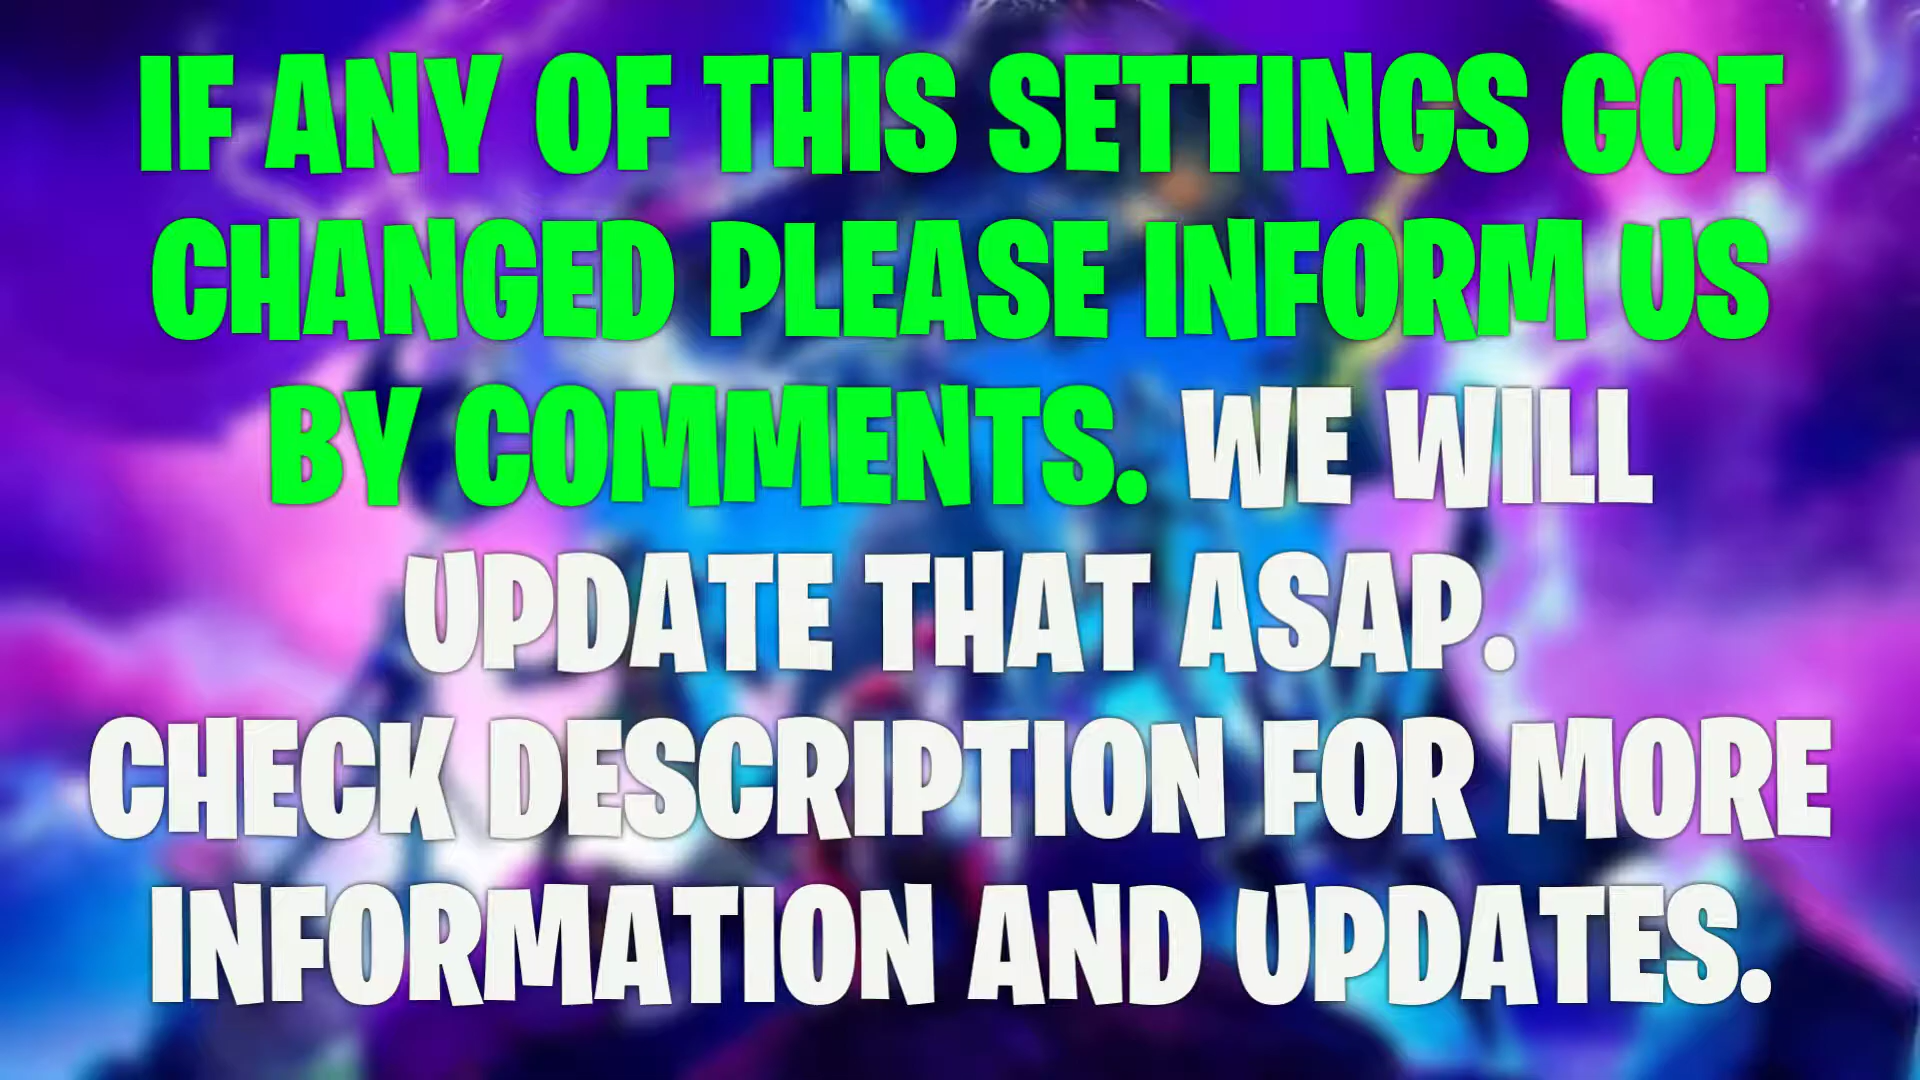 IF ANY OF THIS SETTINGS GOT
CHANGED PLEASE INFORM US
BY COMMENTS. WE WILL
UPDATE THAT ASAP.
CHECK DESCRIPTION FOR MORE
INFORMATION AND UPDATES.